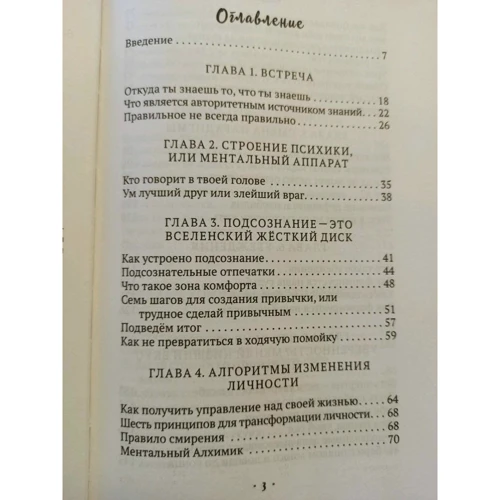 Оглавление
Введение . . . . . . . . . . . . . . . . . . . . . . . . . 7
ГЛАВА 1. ВСТРЕЧА
Откуда ты знаешь то, что ты знаешь . . . . . . . . 18
Что является авторитетным источником знаний. . . 22
Правильное не всегда правильно . . . . . . . . . . . 26
ГЛАВА 2. СТРОЕНИЕ ПСИХИКИ,
ИЛИ МЕНТАЛЬНЫЙ АППАРАТ
Кто говорит в твоей голове . . . . . . . . . . . . . . 35
Ум лучший друг или злейший враг. . . . . . . . . . . 38
ГЛАВА 3. ПОДСОЗНАНИЕ — ЭТО
ВСЕЛЕНСКИЙ ЖЁСТКИЙ ДИСК
Как устроено подсознание. . . . . . . . . . . . . . . 41
Подсознательные отпечатки . . . . . . . . . . . . . . 44
Что такое зона комфорта . . . . . . . . . . . . . . . 48
Семь шагов для создания привычки, или
трудное сделай привычным . . . . . . . . . . . . . 51
Подведём итог . . . . . . . . . . . . . . . . . . . . 57
Как не превратиться в ходячую помойку. . . . . . . . 59
ГЛАВА 4. АЛГОРИТМЫ ИЗМЕНЕНИЯ
ЛИЧНОСТИ
Как получить управление над своей жизнью. . . . . 64
Шесть принципов для трансформации личности. . 68
Правило смирения . . . . . . . . . . . . . . . . . . . 68
Ментальный Алхимик . . . . . . . . . . . . . . . . . 70
• 3 •